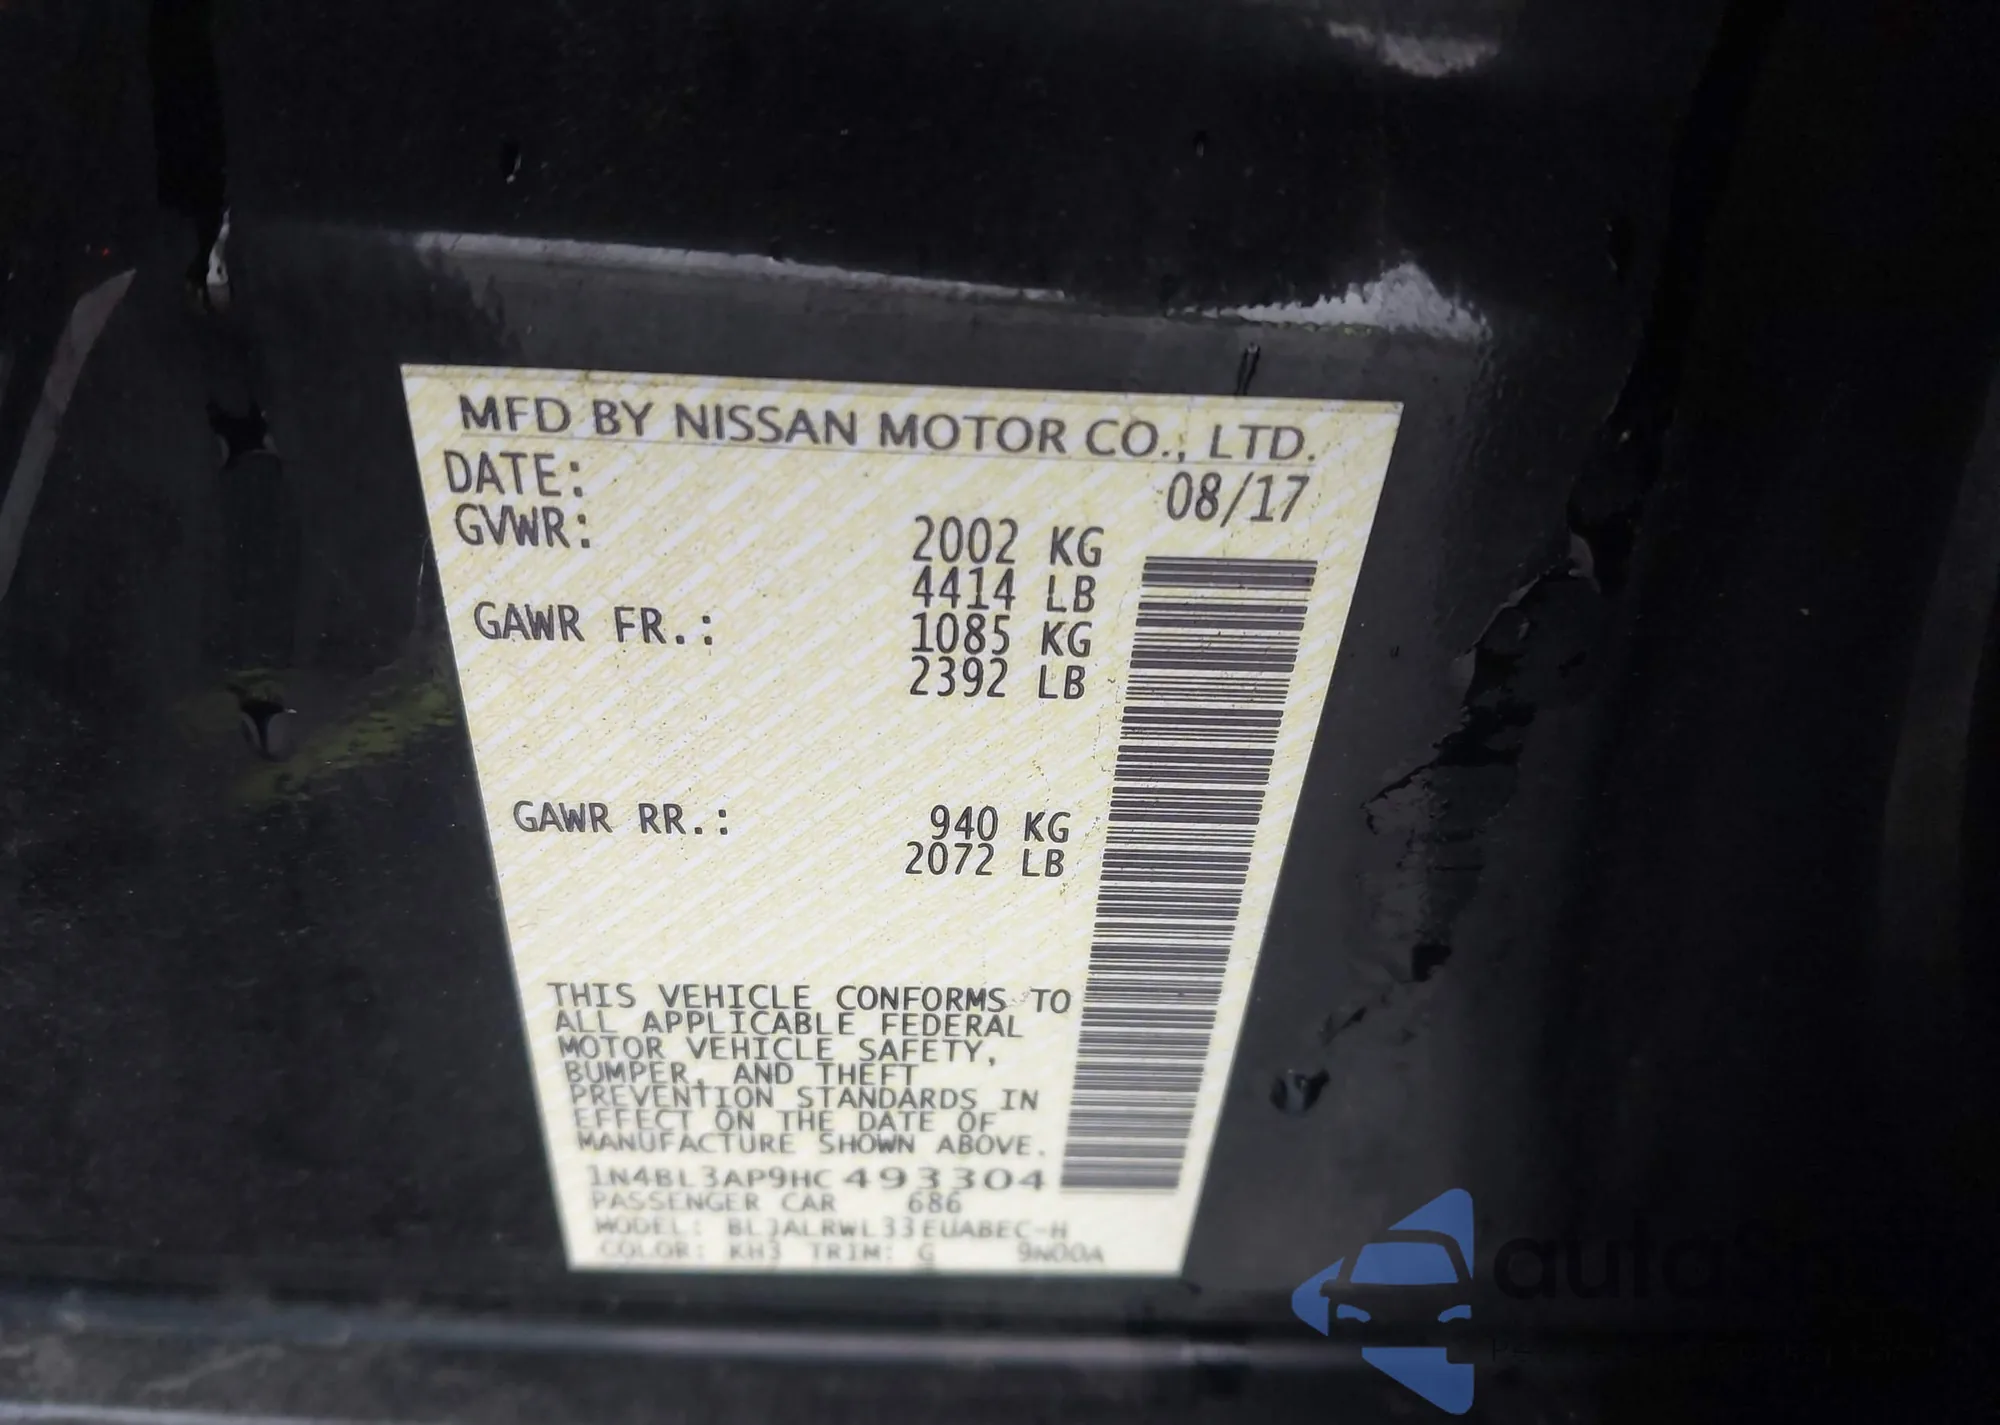 MFD BY NISSAN MOTOR CO., LTD.
DATE: 08/17
GVWR: 2002 KG
4414 LB
GAWR FR.: 1085 KG
2392 LB
GAWR RR.: 940 KG
2072 LB
THIS VEHICLE CONFORMS TO
ALL APPLICABLE FEDERAL
MOTOR VEHICLE SAFETY,
BUMPER, AND THEFT
PREVENTION STANDARDS IN
EFFECT ON THE DATE OF
MANUFACTURE SHOWN ABOVE.
1N4BL3AP9HC493304
PASSENGER CAR 686
MODEL: BLJALRWL33EUABEC-H
COLOR: KH3 TRIM: G 9N00A